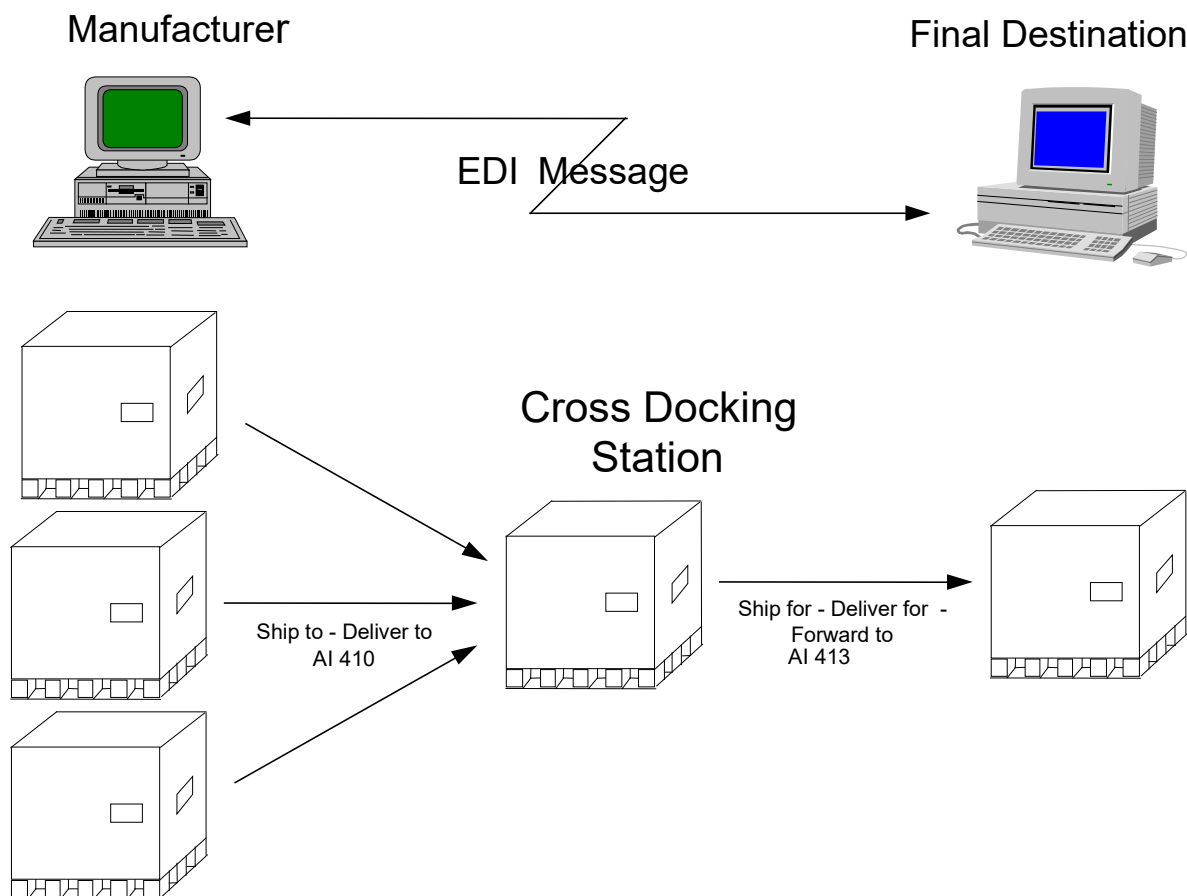 Manufacturer
Final Destination
EDI Message
Cross Docking
Station
Ship to - Deliver to
AI 410
Ship for - Deliver for -
Forward to
AI 413